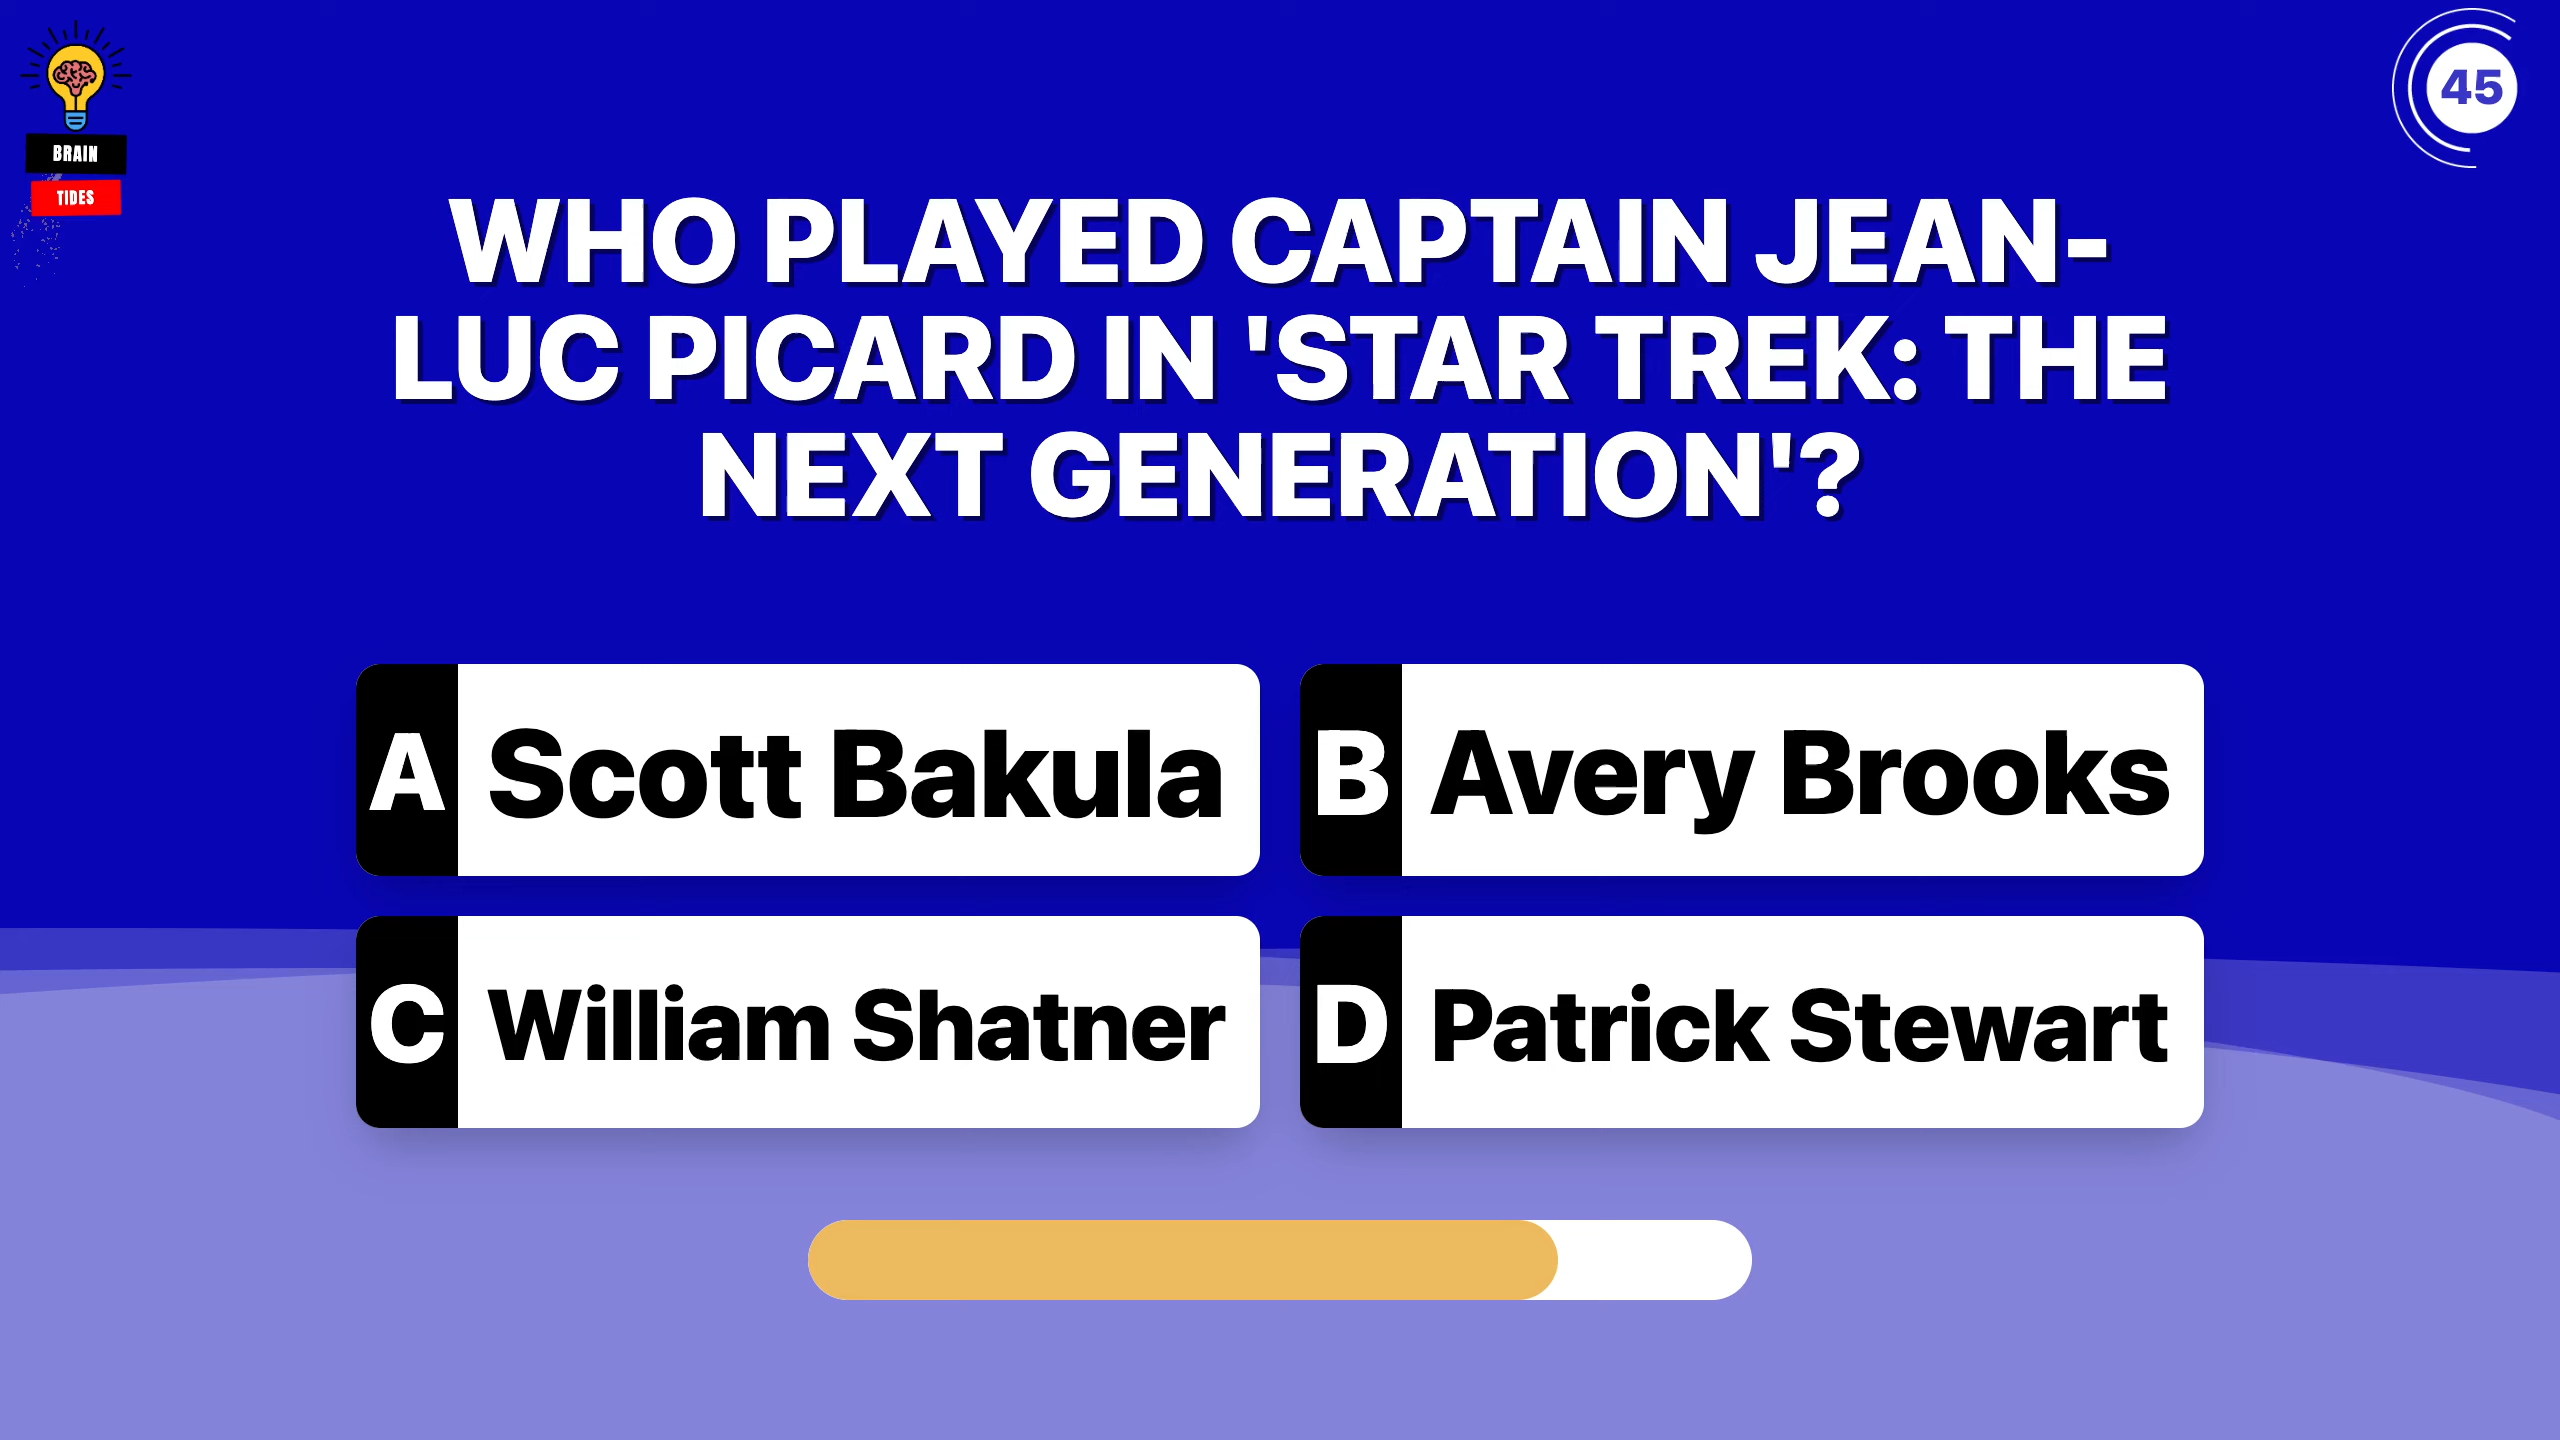 BRAIN
TIDES
45
WHO PLAYED CAPTAIN JEAN-
LUC PICARD IN 'STAR TREK: THE
NEXT GENERATION'?
A Scott Bakula
B Avery Brooks
C William Shatner
D Patrick Stewart